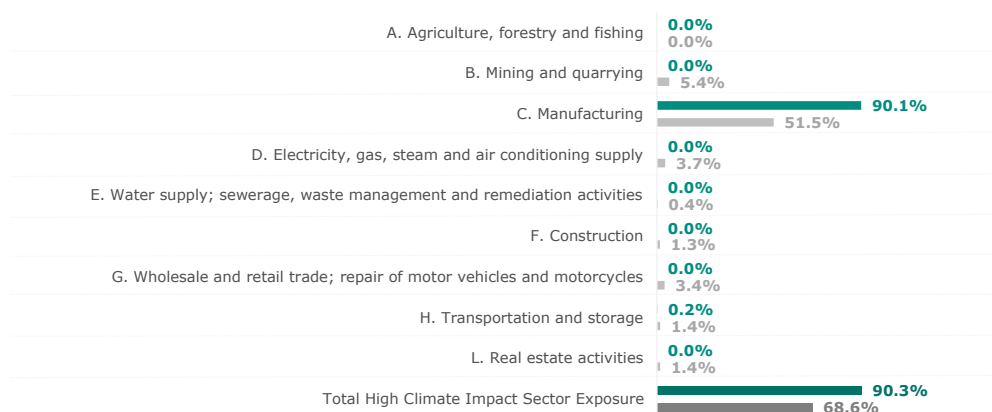 A. Agriculture, forestry and fishing
0.0%
0.0%
B. Mining and quarrying
0.0%
5.4%
C. Manufacturing
90.1%
51.5%
D. Electricity, gas, steam and air conditioning supply
0.0%
3.7%
E. Water supply; sewerage, waste management and remediation activities
0.0%
0.4%
F. Construction
0.0%
1.3%
G. Wholesale and retail trade; repair of motor vehicles and motorcycles
0.0%
3.4%
H. Transportation and storage
0.2%
1.4%
L. Real estate activities
0.0%
1.4%
Total High Climate Impact Sector Exposure
90.3%
68.6%